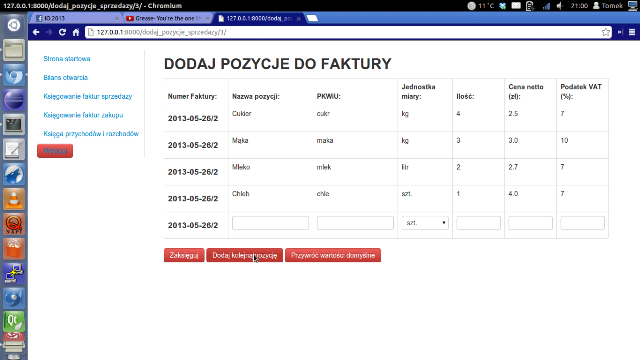 127.0.0.1:8000/dodaj_pozycje_sprzedazy/3/ - Chromium
11 °C
21:00 Tomek
IO 2013
Grease- You're the one th
127.0.0.1:8000/dodaj_po
127.0.0.1:8000/dodaj_pozycje_sprzedazy/3/
Strona startowa
Bilans otwarcia
Księgowanie faktur sprzedaży
Księgowanie faktur zakupu
Księga przychodów i rozchodów
Wyloguj
DODAJ POZYCJE DO FAKTURY
Numer Faktury: Nazwa pozycji: PKWiU: Jednostka miary: Ilość: Cena netto (zł): Podatek VAT (%):
2013-05-26/2 Cukier cukr kg 4 2.5 7
2013-05-26/2 Mąka maka kg 3 3.0 10
2013-05-26/2 Mleko mlek litr 2 2.7 7
2013-05-26/2 Chleb chle szt. 1 4.0 7
2013-05-26/2 szt.
Zaksięguj Dodaj kolejną pozycję Przywróć wartości domyślne